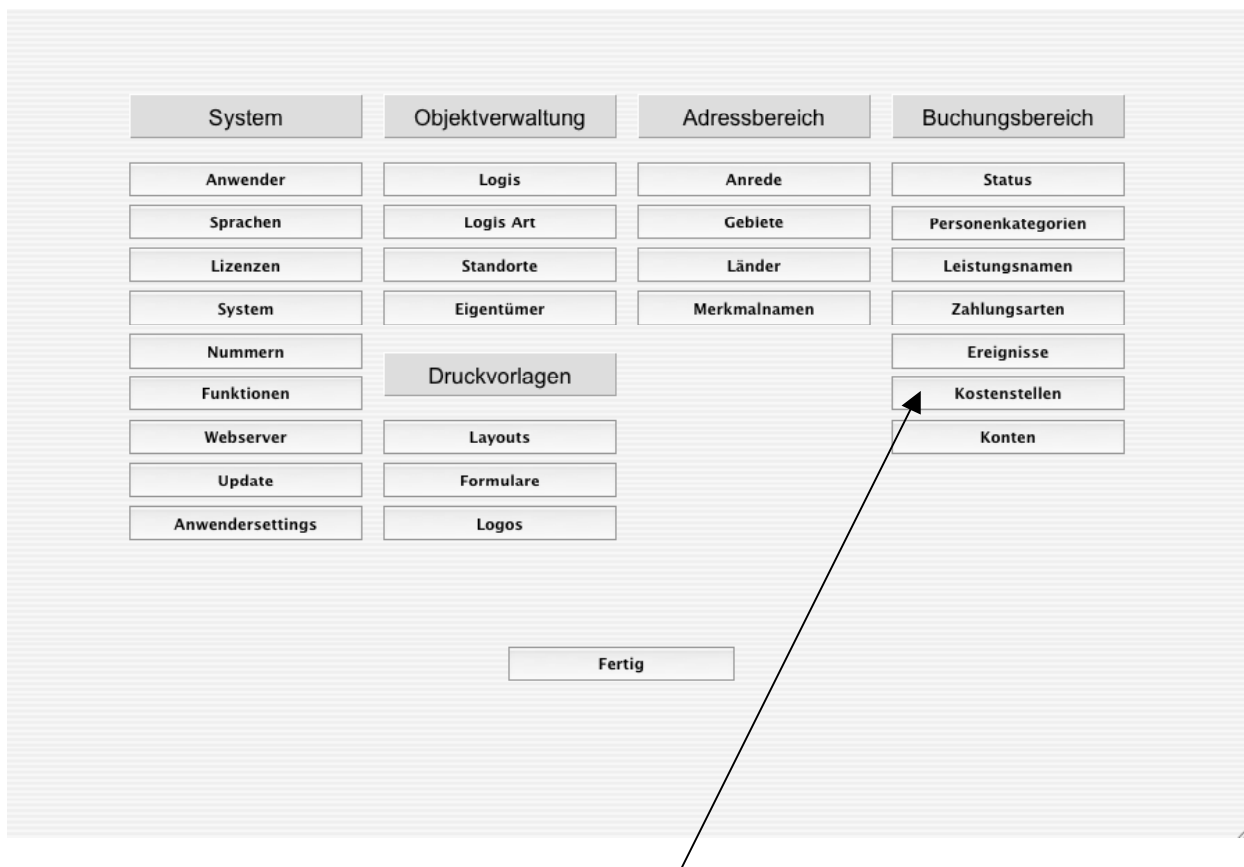 System
Objektverwaltung
Adressbereich
Buchungsbereich
Anwender
Logis
Anrede
Status
Sprachen
Logis Art
Gebiete
Personenkategorien
Lizenzen
Standorte
Länder
Leistungsnamen
System
Eigentümer
Merkmalnamen
Zahlungsarten
Nummern
Ereignisse
Druckvorlagen
Funktionen
Kostenstellen
Webserver
Layouts
Konten
Update
Formulare
Anwendersettings
Logos
Fertig